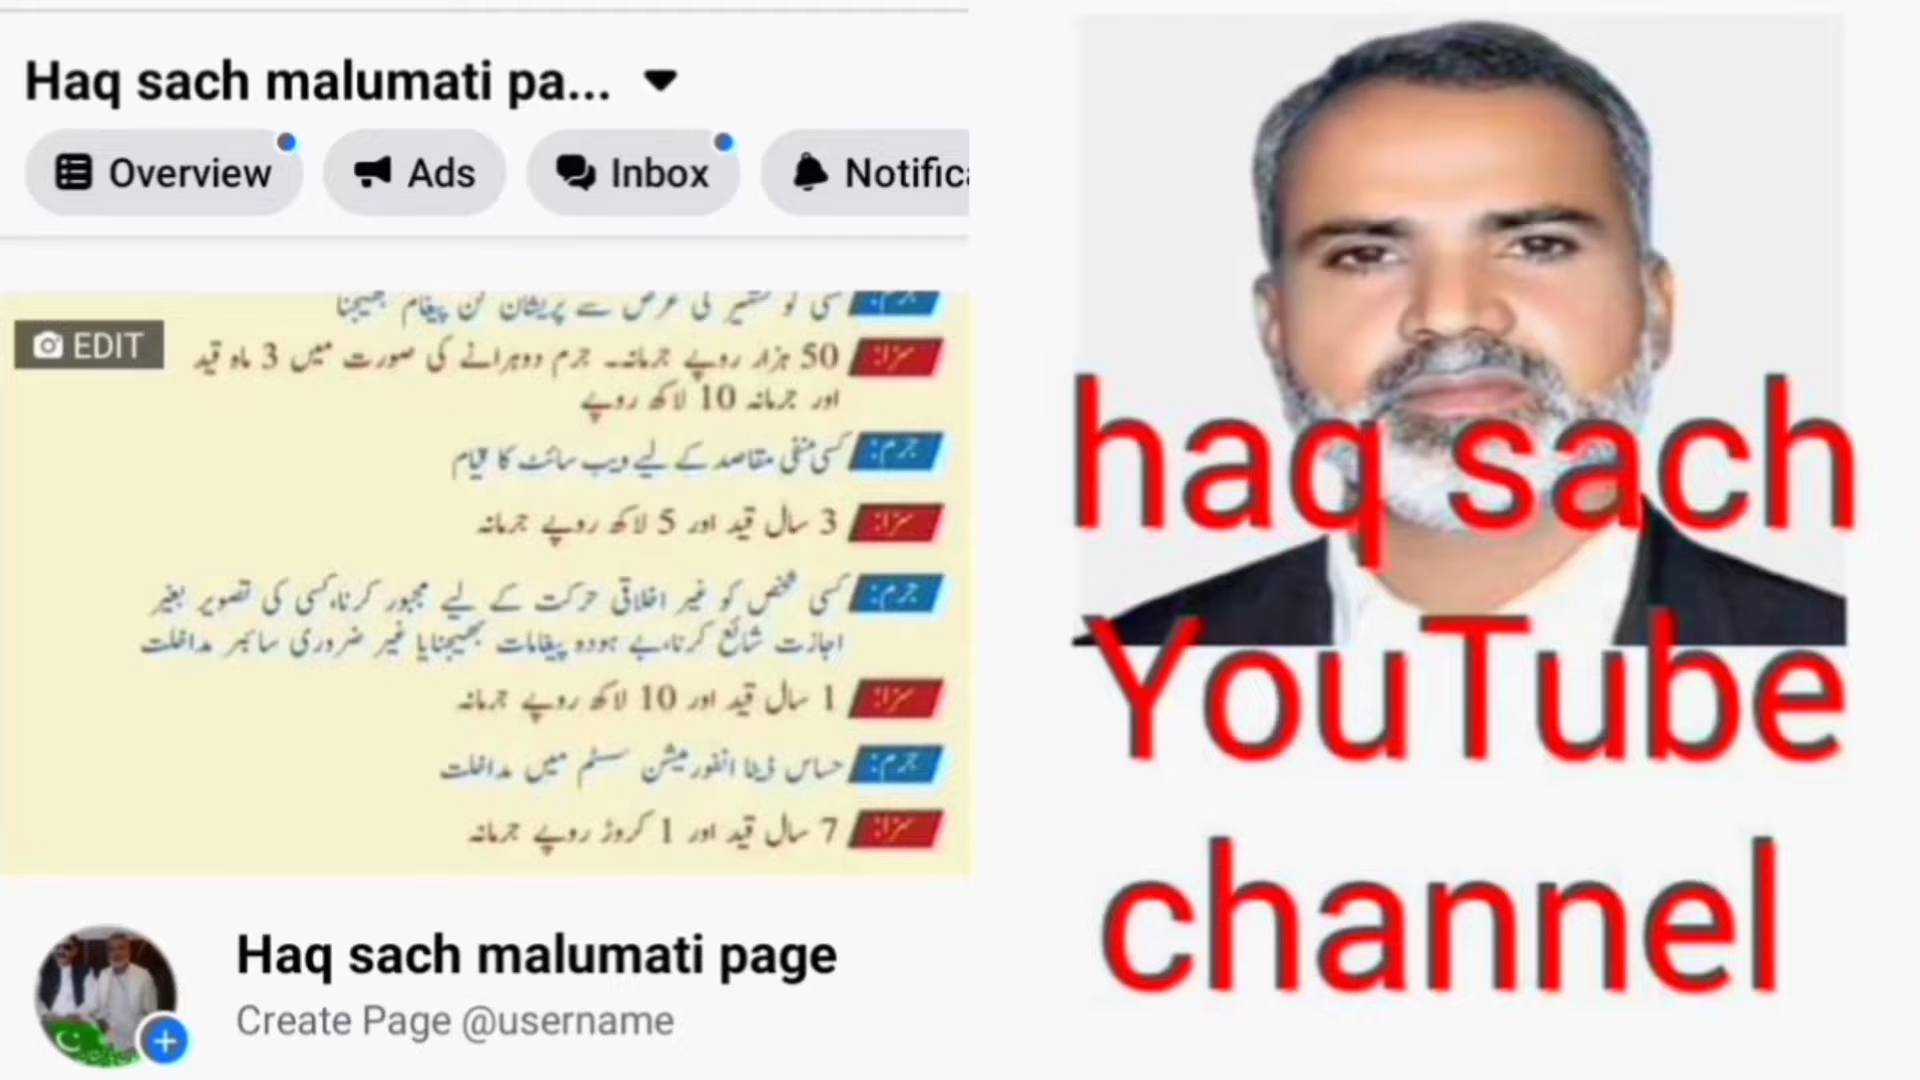 Haq sach malumati pa...
Overview
Ads
Inbox
Notific
EDIT
جرم: کسی کو تشہیر کی غرض سے پریشان کن پیغام بھیجنا
سزا: 50 ہزار روپے جرمانہ۔ جرم دوہرانے کی صورت میں 3 ماہ قید
اور جرمانہ 10 لاکھ روپے
جرم: کسی منفی مقاصد کے لیے ویب سائٹ کا قیام
سزا: 3 سال قید اور 5 لاکھ روپے جرمانہ
جرم: کسی شخص کو غیر اخلاقی حرکت کے لیے مجبور کرنا، کسی کی تصویر بغیر
اجازت شائع کرنا، بے ہودہ پیغامات بھیجنا یا غیر ضروری سائبر مداخلت
سزا: 1 سال قید اور 10 لاکھ روپے جرمانہ
جرم: حساس ڈیٹا انفورمیشن سسٹم میں مداخلت
سزا: 7 سال قید اور 1 کروڑ روپے جرمانہ
Haq sach malumati page
Create Page @username
haq sach
YouTube
channel